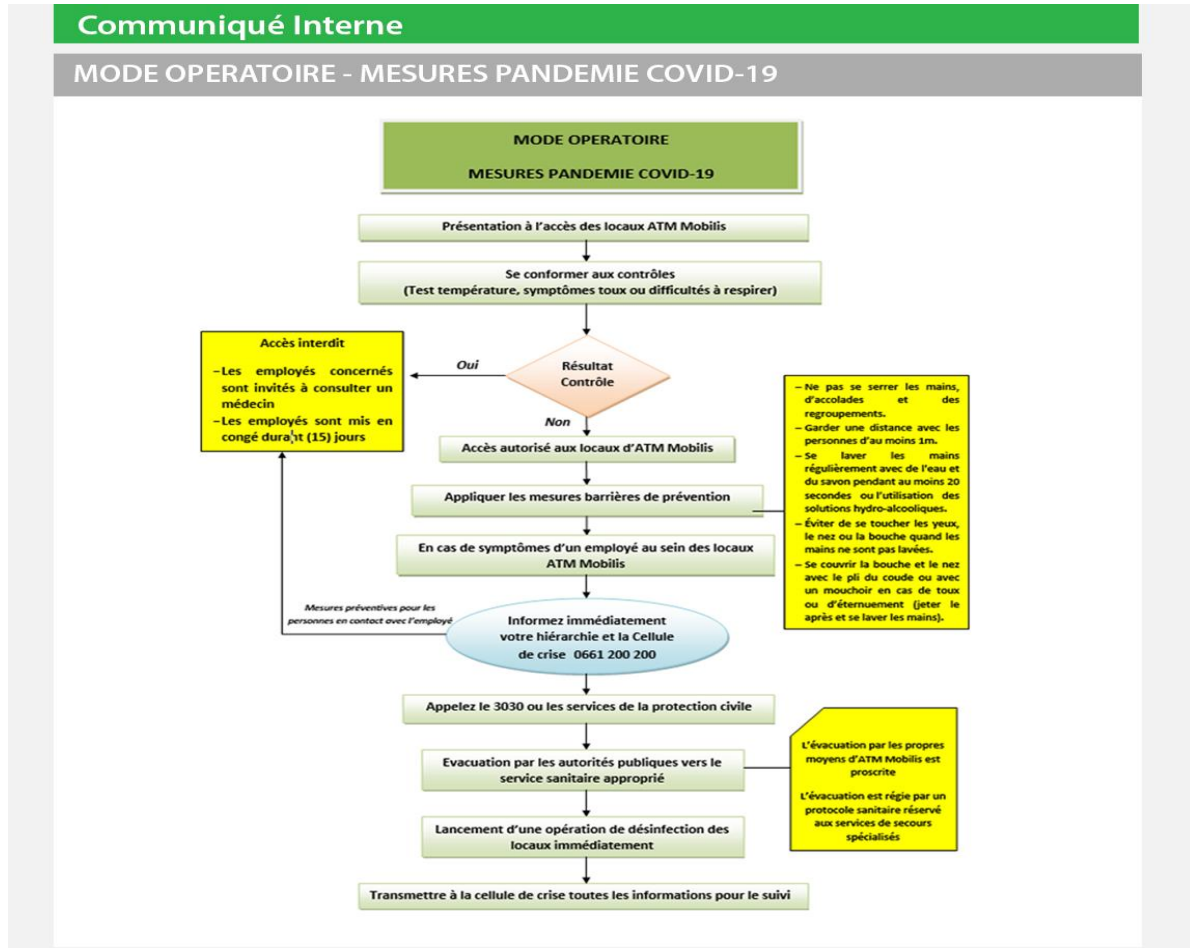 Communiqué Interne
MODE OPERATOIRE - MESURES PANDEMIE COVID-19
MODE OPERATOIRE
MESURES PANDEMIE COVID-19
Présentation à l'accès des locaux ATM Mobilis
Se conformer aux contrôles
(Test température, symptômes toux ou difficultés à respirer)
Résultat
Contrôle
Oui
Accès interdit
–Les employés concernés
sont invités à consulter un
médecin
–Les employés sont mis en
congé durant (15) jours
Non
Accès autorisé aux locaux d'ATM Mobilis
Appliquer les mesures barrières de prévention
– Ne pas se serrer les mains,
d'accolades et des
regroupements.
– Garder une distance avec les
personnes d'au moins 1m.
– Se laver les mains
régulièrement avec de l'eau et
du savon pendant au moins 20
secondes ou l'utilisation des
solutions hydro-alcooliques.
– Éviter de se toucher les yeux,
le nez ou la bouche quand les
mains ne sont pas lavées.
– Se couvrir la bouche et le nez
avec le pli du coude ou avec
un mouchoir en cas de toux
ou d'éternuement (jeter le
après et se laver les mains).
En cas de symptômes d'un employé au sein des locaux
ATM Mobilis
Mesures préventives pour les
personnes en contact avec l'employé
Informez immédiatement
votre hiérarchie et la Cellule
de crise 0661 200 200
Appelez le 3030 ou les services de la protection civile
Evacuation par les autorités publiques vers le
service sanitaire approprié
L'évacuation par les propres
moyens d'ATM Mobilis est
proscrite
L'évacuation est régie par un
protocole sanitaire réservé
aux services de secours
spécialisés
Lancement d'une opération de désinfection des
locaux immédiatement
Transmettre à la cellule de crise toutes les informations pour le suivi